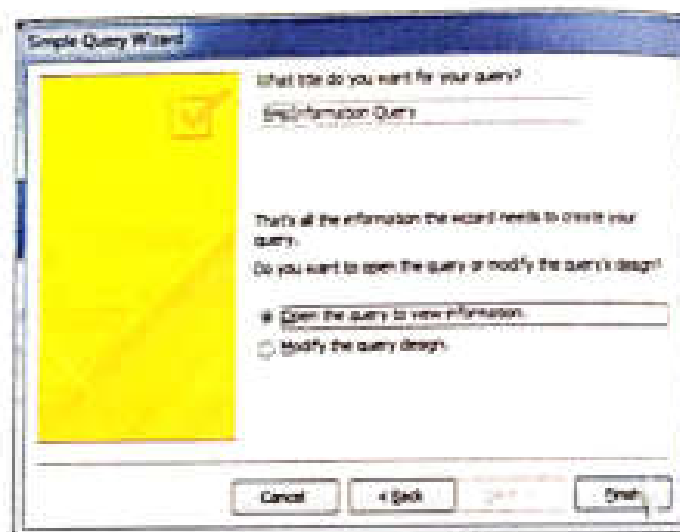 Simple Query Wizard
What title do you want for your query?
EmpInformation Query
That's all the information the wizard needs to create your
query.
Do you want to open the query or modify the query's design?
Open the query to view information.
Modify the query design.
Cancel
< Back
Finish